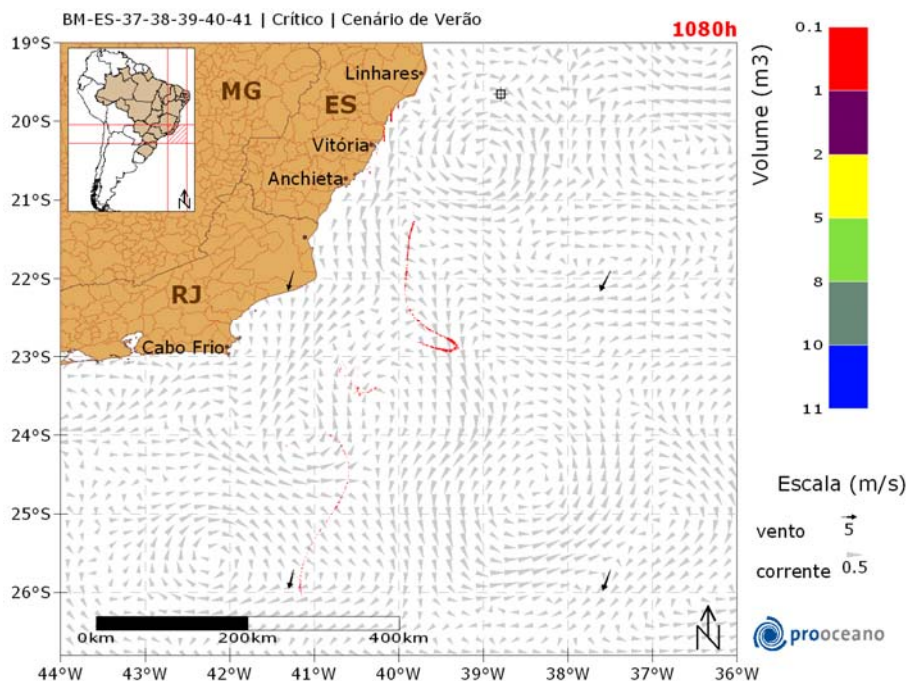 BM-ES-37-38-39-40-41 | Crítico | Cenário de Verão
1080h
19°S
20°S
21°S
22°S
23°S
24°S
25°S
26°S
MG
ES
RJ
Linhares
Vitória
Anchieta
Cabo Frio
N
0km
200km
400km
N
44°W
43°W
42°W
41°W
40°W
39°W
38°W
37°W
36°W
Volume (m3)
0.1
1
2
5
8
10
11
Escala (m/s)
vento 5
corrente 0.5
prooceano